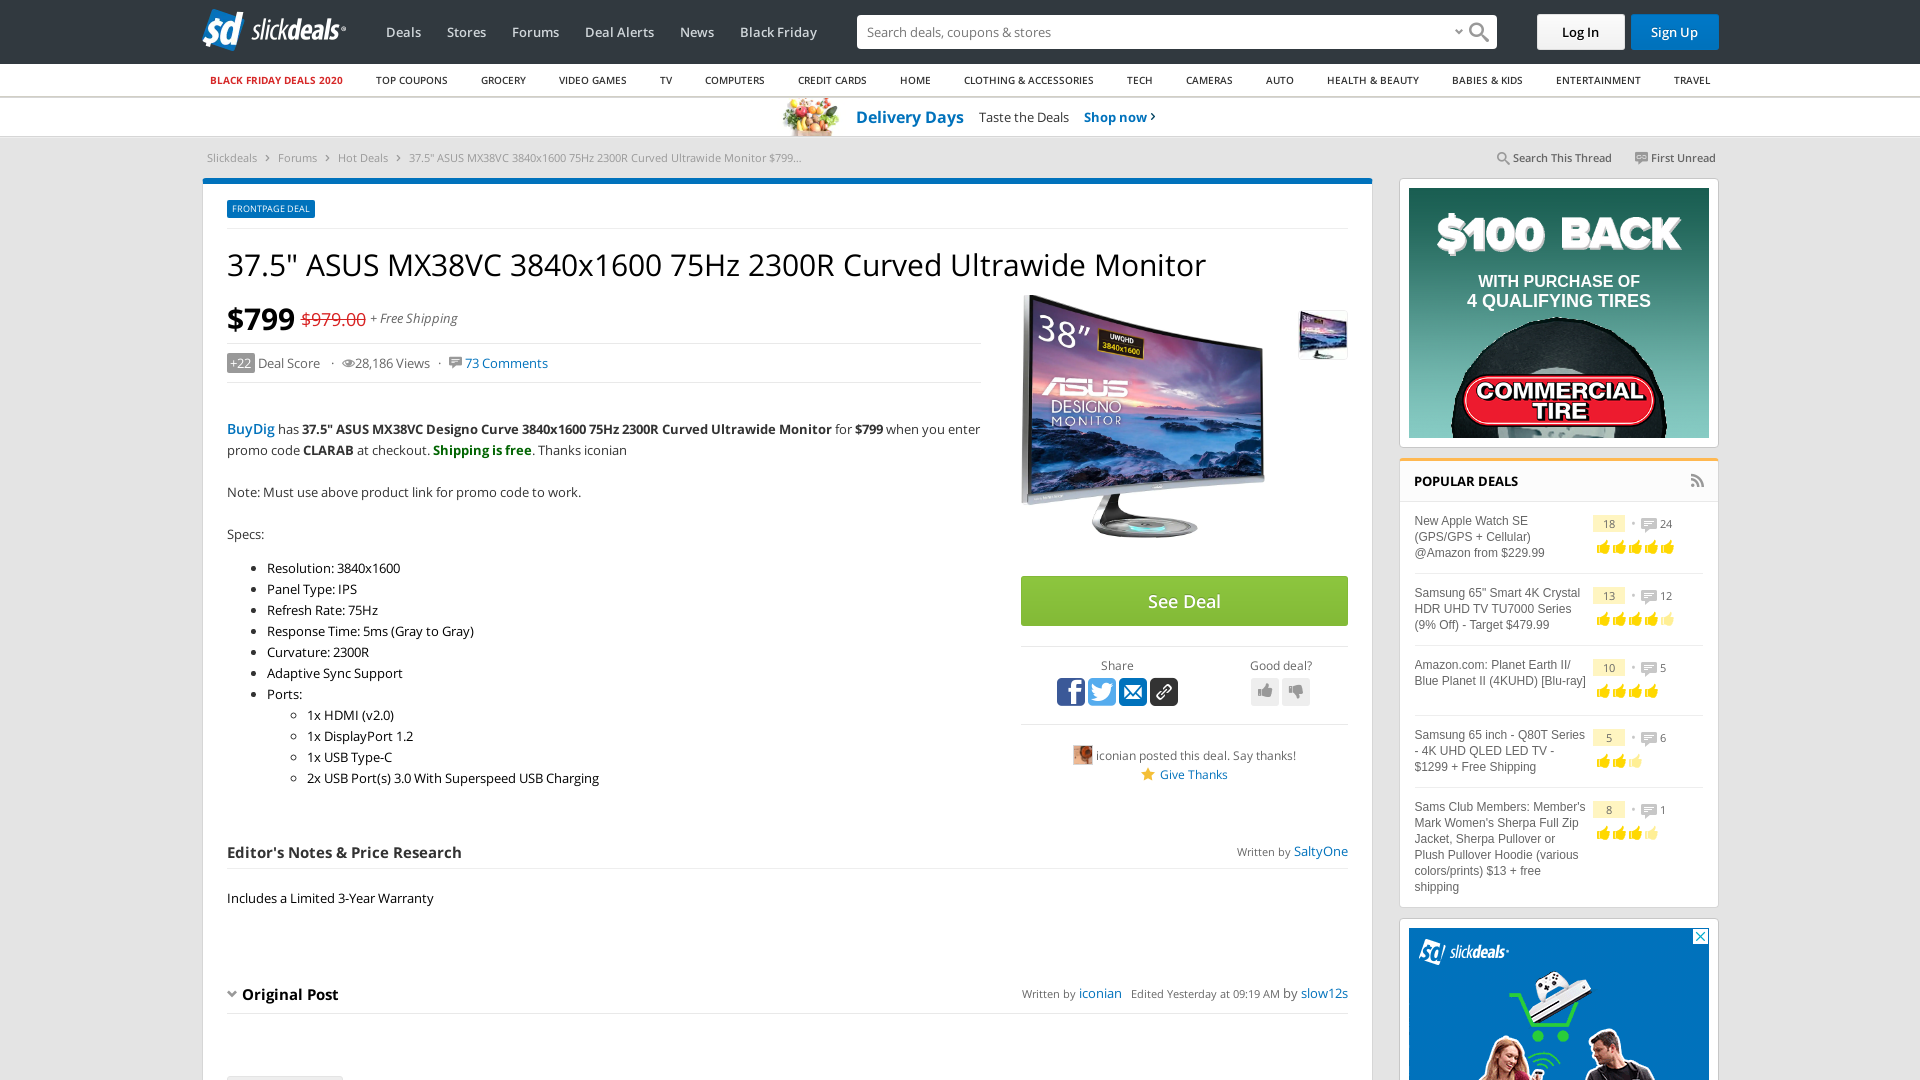 sd slickdeals
Deals
Stores
Forums
Deal Alerts
News
Black Friday
Search deals, coupons & stores
Log In
Sign Up
BLACK FRIDAY DEALS 2020
TOP COUPONS
GROCERY
VIDEO GAMES
TV
COMPUTERS
CREDIT CARDS
HOME
CLOTHING & ACCESSORIES
TECH
CAMERAS
AUTO
HEALTH & BEAUTY
BABIES & KIDS
ENTERTAINMENT
TRAVEL
Delivery Days Taste the Deals Shop now ›
Slickdeals › Forums › Hot Deals › 37.5" ASUS MX38VC 3840x1600 75Hz 2300R Curved Ultrawide Monitor $799...
Search This Thread
First Unread
FRONTPAGE DEAL
37.5" ASUS MX38VC 3840x1600 75Hz 2300R Curved Ultrawide Monitor
$799 $979.00 + Free Shipping
+22 Deal Score · 28,186 Views · 73 Comments
BuyDig has 37.5" ASUS MX38VC Designo Curve 3840x1600 75Hz 2300R Curved Ultrawide Monitor for $799 when you enter
promo code CLARAB at checkout. Shipping is free. Thanks iconian
Note: Must use above product link for promo code to work.
Specs:
Resolution: 3840x1600
Panel Type: IPS
Refresh Rate: 75Hz
Response Time: 5ms (Gray to Gray)
Curvature: 2300R
Adaptive Sync Support
Ports:
1x HDMI (v2.0)
1x DisplayPort 1.2
1x USB Type-C
2x USB Port(s) 3.0 With Superspeed USB Charging
38”
UWQHD
3840x1600
ASUS
DESIGNO
MONITOR
See Deal
Share
Good deal?
iconian posted this deal. Say thanks!
Give Thanks
Editor's Notes & Price Research
Written by SaltyOne
Includes a Limited 3-Year Warranty
Original Post
Written by iconian Edited Yesterday at 09:19 AM by slow12s
$100 BACK
WITH PURCHASE OF
4 QUALIFYING TIRES
COMMERCIAL
TIRE
POPULAR DEALS
New Apple Watch SE
(GPS/GPS + Cellular)
@Amazon from $229.99
18 • 24
Samsung 65" Smart 4K Crystal
HDR UHD TV TU7000 Series
(9% Off) - Target $479.99
13 • 12
Amazon.com: Planet Earth II/
Blue Planet II (4KUHD) [Blu-ray]
10 • 5
Samsung 65 inch - Q80T Series
- 4K UHD QLED LED TV -
$1299 + Free Shipping
5 • 6
Sams Club Members: Member's
Mark Women's Sherpa Full Zip
Jacket, Sherpa Pullover or
Plush Pullover Hoodie (various
colors/prints) $13 + free
shipping
8 • 1
sd slickdeals